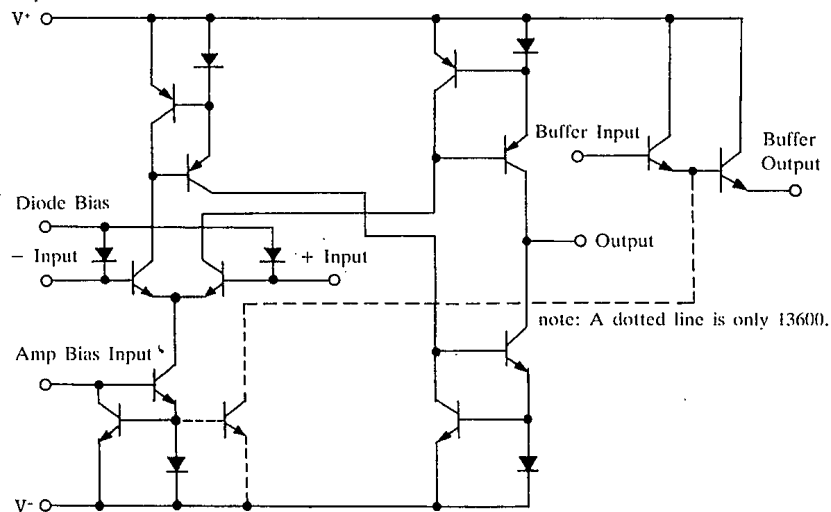 V⁺
Buffer Input
Buffer
Output
Diode Bias
− Input
+ Input
Output
note: A dotted line is only 13600.
Amp Bias Input
V⁻